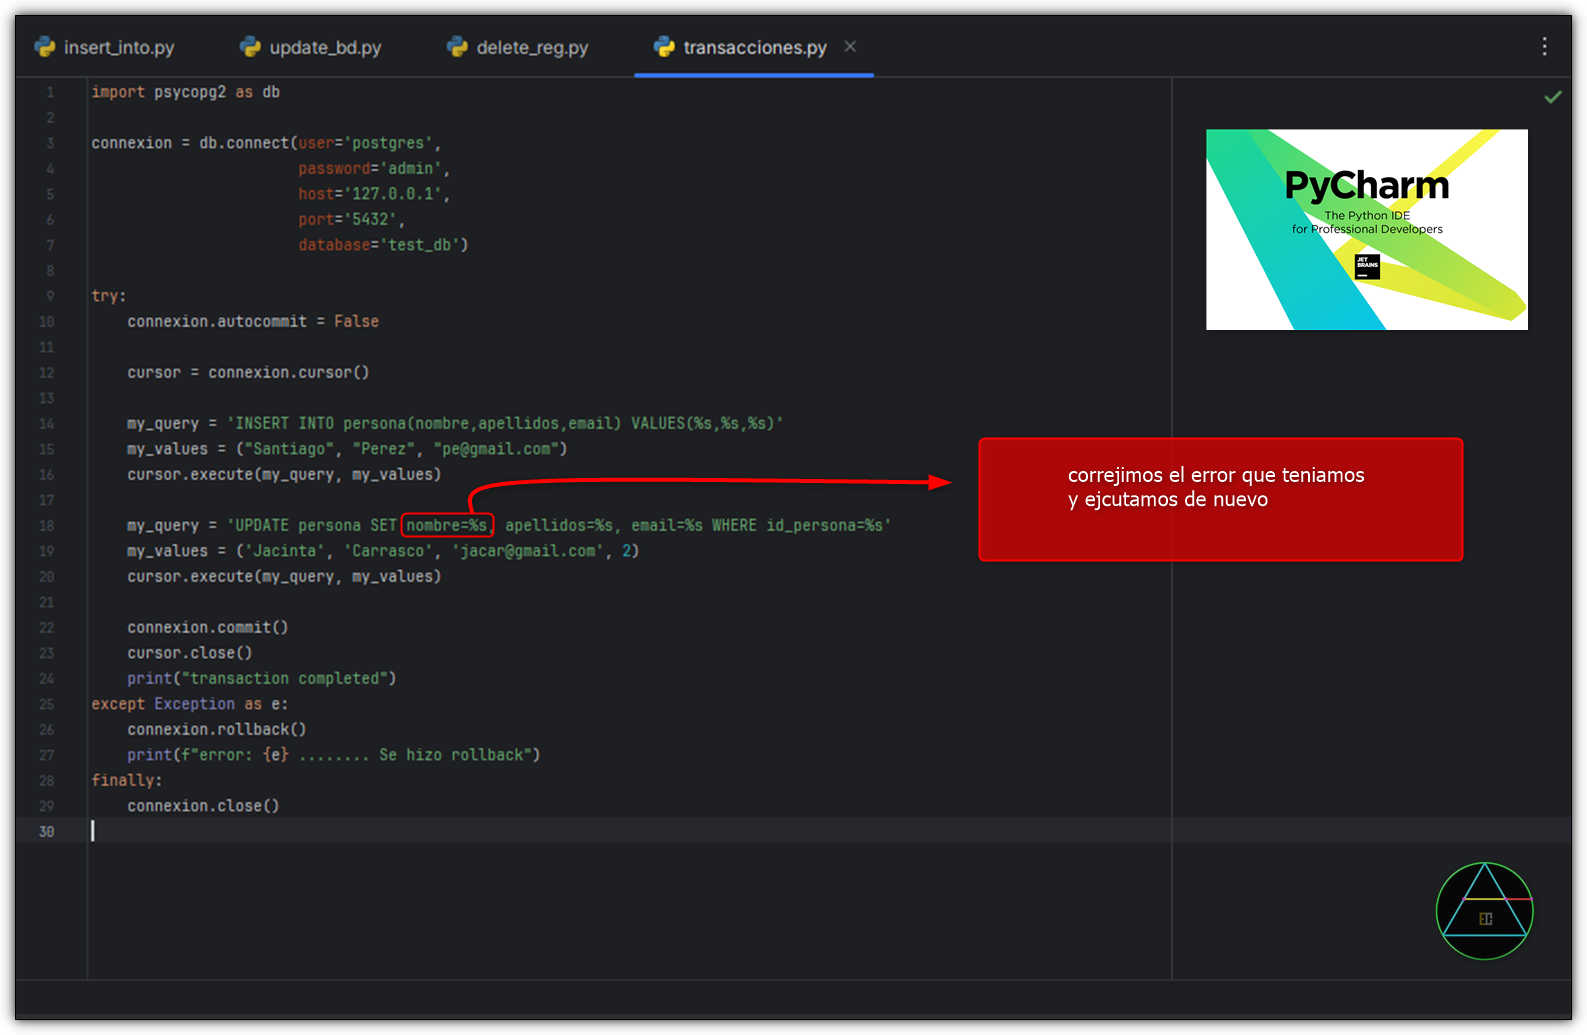 insert_into.py update_bd.py delete_reg.py transacciones.py
1 import psycopg2 as db
2
3 connexion = db.connect(user='postgres',
4 password='admin',
5 host='127.0.0.1',
6 port='5432',
7 database='test_db')
8
9 try:
10 connexion.autocommit = False
11
12 cursor = connexion.cursor()
13
14 my_query = 'INSERT INTO persona(nombre,apellidos,email) VALUES(%s,%s,%s)'
15 my_values = ("Santiago", "Perez", "pe@gmail.com")
16 cursor.execute(my_query, my_values)
17
18 my_query = 'UPDATE persona SET nombre=%s, apellidos=%s, email=%s WHERE id_persona=%s'
19 my_values = ('Jacinta', 'Carrasco', 'jacar@gmail.com', 2)
20 cursor.execute(my_query, my_values)
21
22 connexion.commit()
23 cursor.close()
24 print("transaction completed")
25 except Exception as e:
26 connexion.rollback()
27 print(f"error: {e} ........ Se hizo rollback")
28 finally:
29 connexion.close()
30
PyCharm
The Python IDE
for Professional Developers
JET
BRAINS
correjimos el error que teniamos
y ejcutamos de nuevo